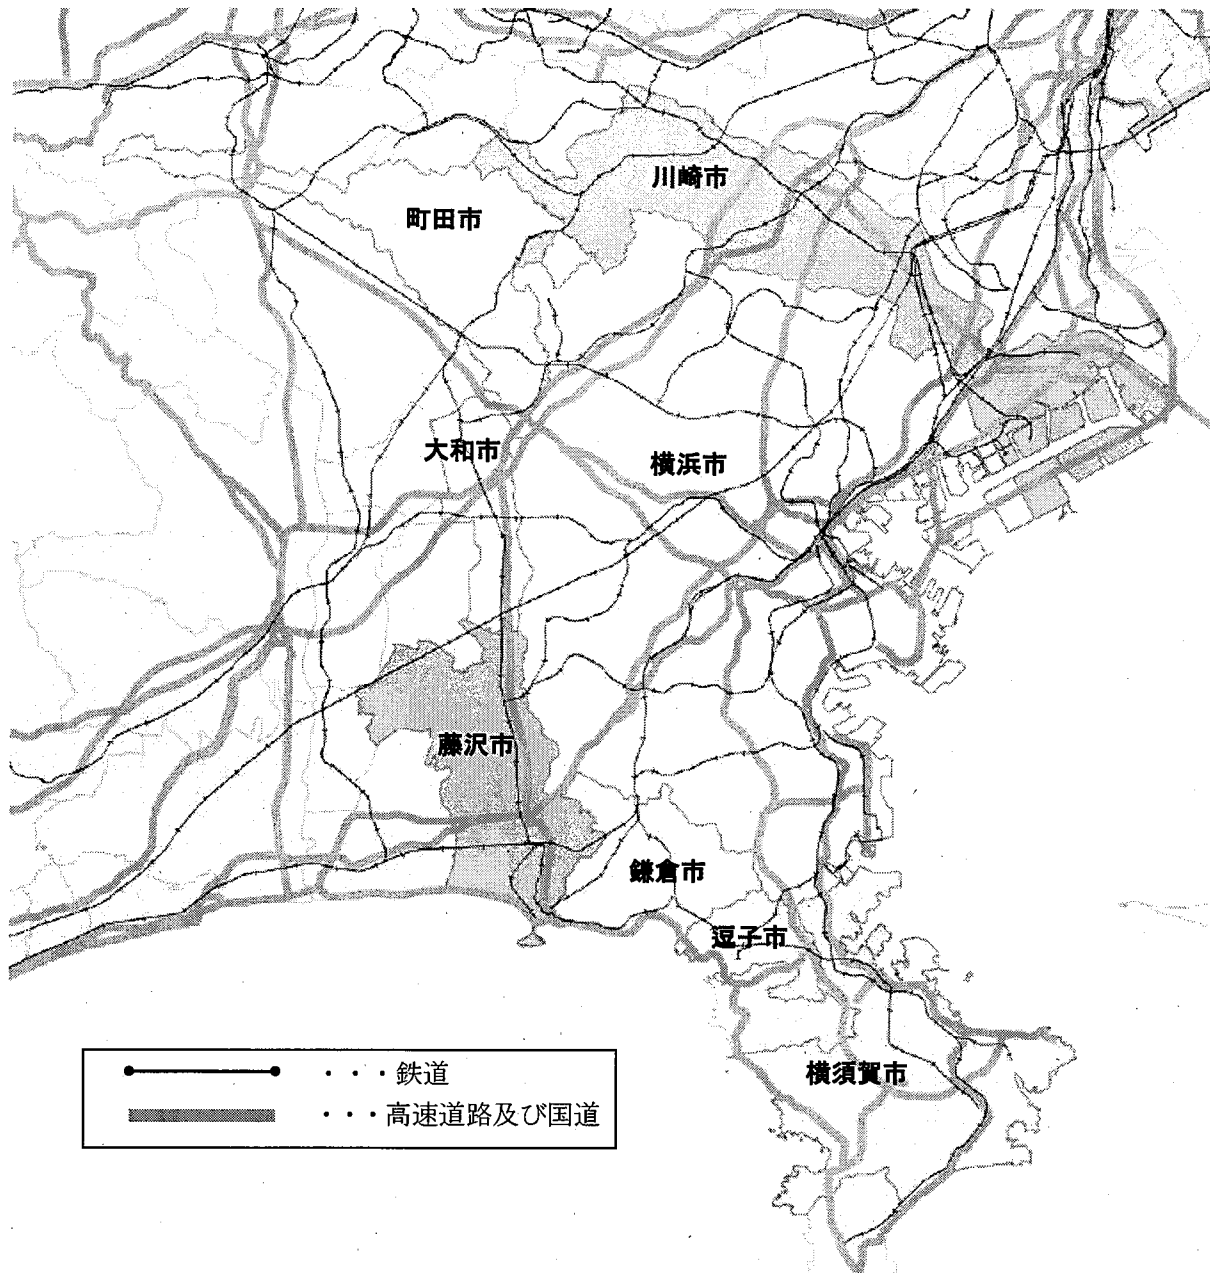 川崎市
町田市
大和市
横浜市
藤沢市
鎌倉市
逗子市
横須賀市
・・・鉄道
・・・高速道路及び国道